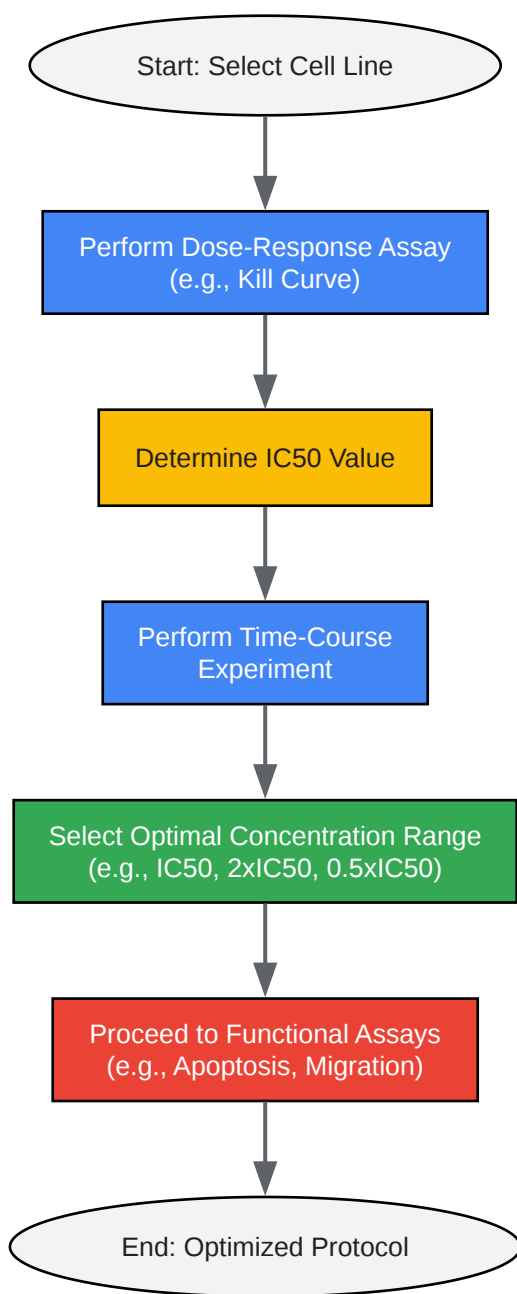 Start: Select Cell Line
Perform Dose-Response Assay
(e.g., Kill Curve)
Determine IC50 Value
Perform Time-Course
Experiment
Select Optimal Concentration Range
(e.g., IC50, 2xIC50, 0.5xIC50)
Proceed to Functional Assays
(e.g., Apoptosis, Migration)
End: Optimized Protocol